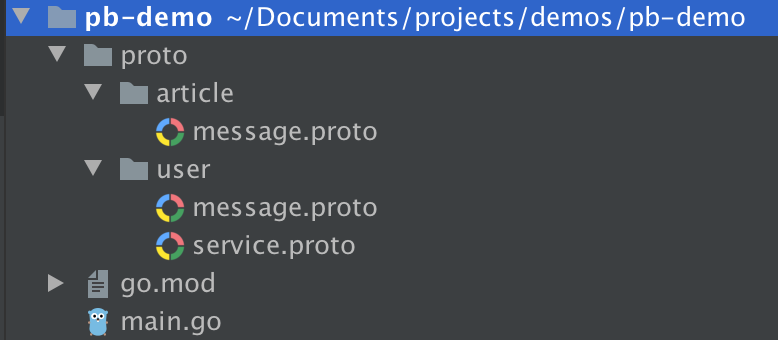 pb-demo ~/Documents/projects/demos/pb-demo
proto
article
message.proto
user
message.proto
service.proto
go.mod
main.go